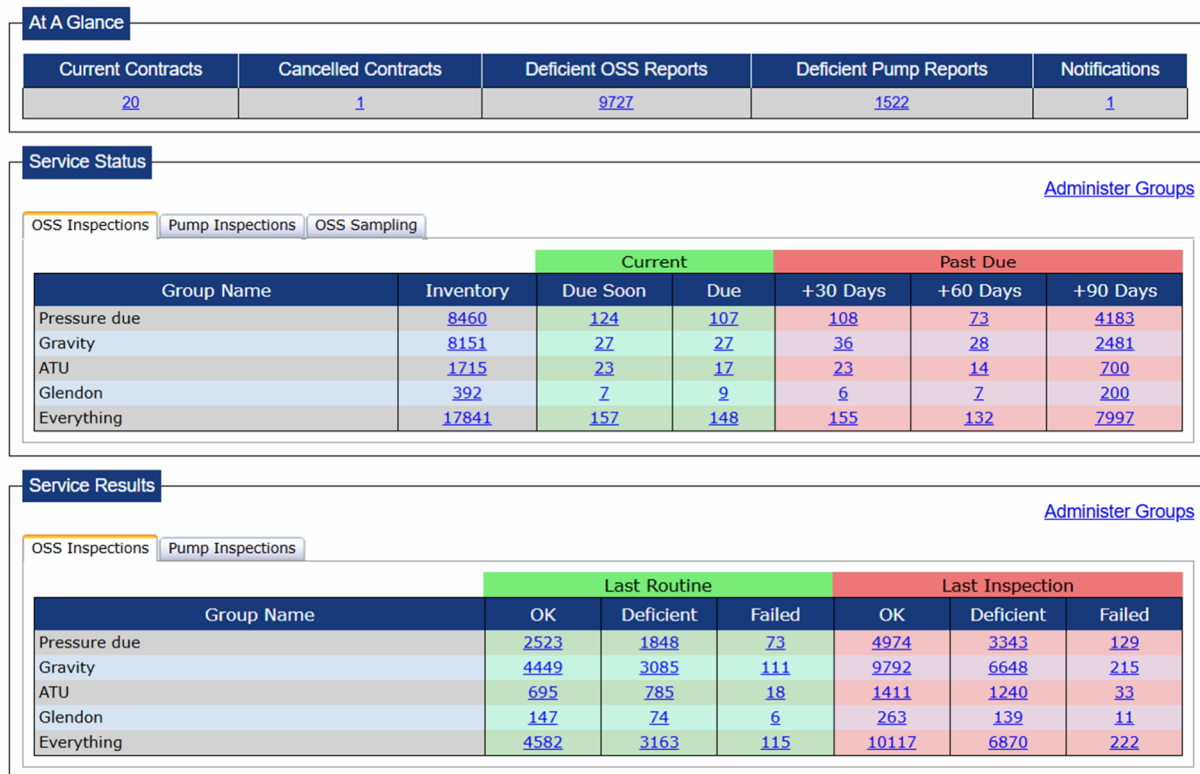 At A Glance
Current Contracts Cancelled Contracts Deficient OSS Reports Deficient Pump Reports Notifications
20 1 9727 1522 1
Service Status
Administer Groups
OSS Inspections Pump Inspections OSS Sampling
Current Past Due
Group Name Inventory Due Soon Due +30 Days +60 Days +90 Days
Pressure due 8460 124 107 108 73 4183
Gravity 8151 27 27 36 28 2481
ATU 1715 23 17 23 14 700
Glendon 392 7 9 6 7 200
Everything 17841 157 148 155 132 7997
Service Results
Administer Groups
OSS Inspections Pump Inspections
Last Routine Last Inspection
Group Name OK Deficient Failed OK Deficient Failed
Pressure due 2523 1848 73 4974 3343 129
Gravity 4449 3085 111 9792 6648 215
ATU 695 785 18 1411 1240 33
Glendon 147 74 6 263 139 11
Everything 4582 3163 115 10117 6870 222